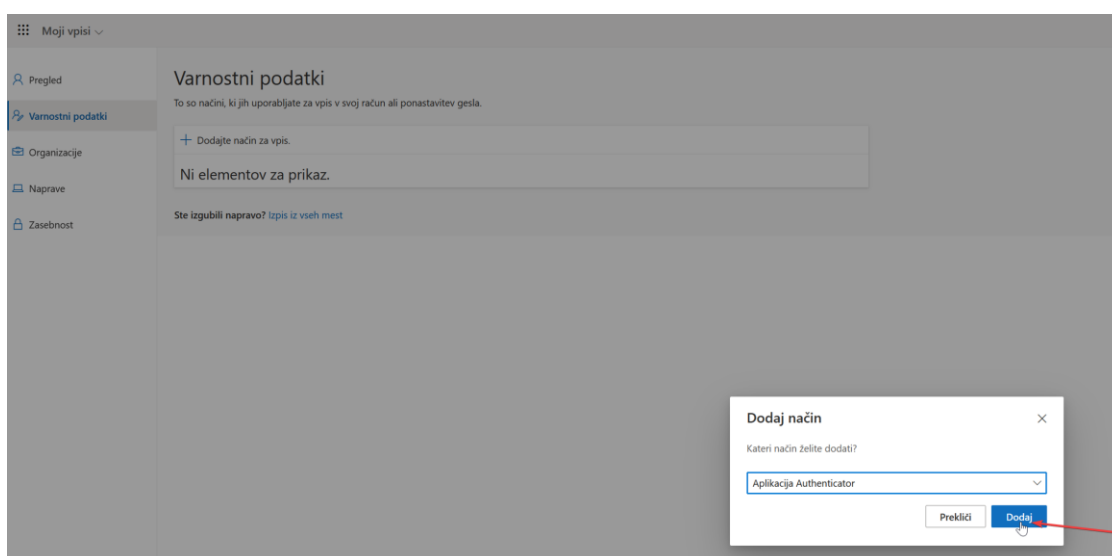 Moji vpisi
Pregled
Varnostni podatki
Organizacije
Naprave
Zasebnost
Varnostni podatki
To so načini, ki jih uporabljate za vpis v svoj račun ali ponastavitev gesla.
+ Dodajte način za vpis.
Ni elementov za prikaz.
Ste izgubili napravo? Izpis iz vseh mest
Dodaj način
Kateri način želite dodati?
Aplikacija Authenticator
Prekliči Dodaj